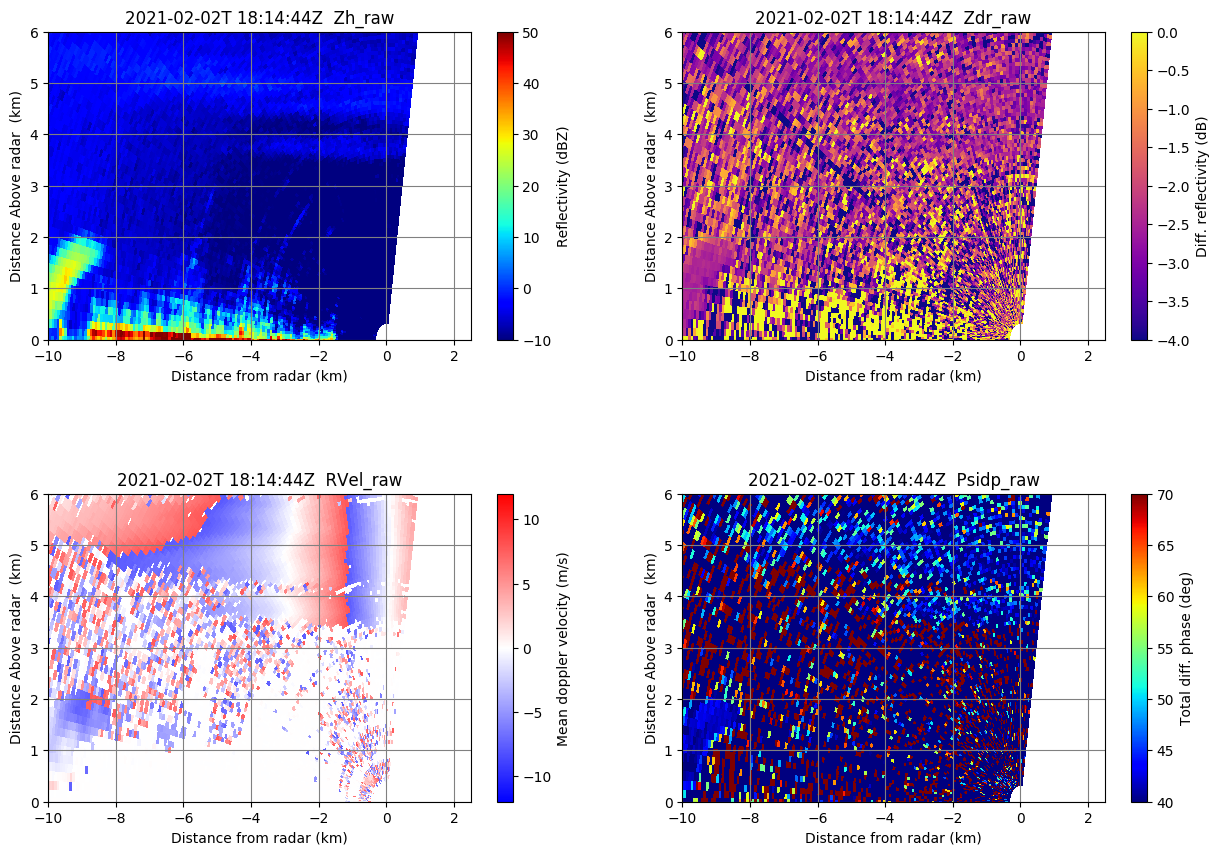 2021-02-02T 18:14:44Z Zh_raw
6
5
4
3
2
1
0
Distance Above radar (km)
−10 −8 −6 −4 −2 0 2
Distance from radar (km)
50
40
30
20
10
0
−10
Reflectivity (dBZ)
2021-02-02T 18:14:44Z Zdr_raw
6
5
4
3
2
1
0
Distance Above radar (km)
−10 −8 −6 −4 −2 0 2
Distance from radar (km)
0.0
−0.5
−1.0
−1.5
−2.0
−2.5
−3.0
−3.5
−4.0
Diff. reflectivity (dB)
2021-02-02T 18:14:44Z RVel_raw
6
5
4
3
2
1
0
Distance Above radar (km)
−10 −8 −6 −4 −2 0 2
Distance from radar (km)
10
5
0
−5
−10
Mean doppler velocity (m/s)
2021-02-02T 18:14:44Z Psidp_raw
6
5
4
3
2
1
0
Distance Above radar (km)
−10 −8 −6 −4 −2 0 2
Distance from radar (km)
70
65
60
55
50
45
40
Total diff. phase (deg)